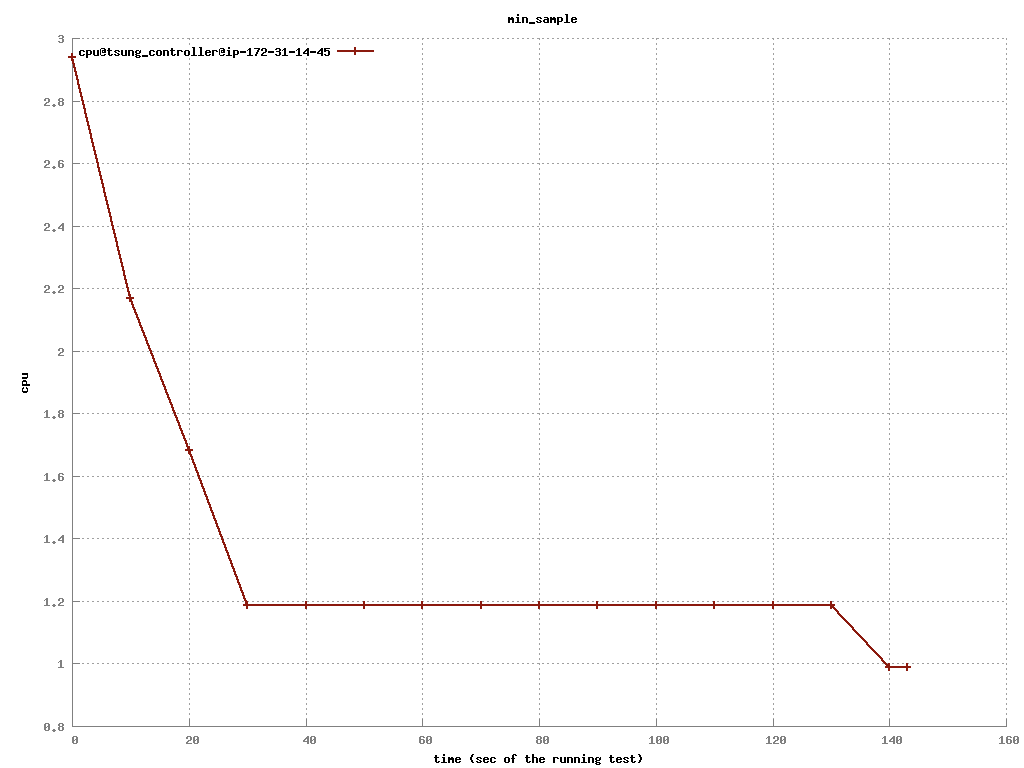 min_sample
3
cpu@tsung_controller@ip-172-31-14-45
2.8
2.6
2.4
2.2
2
cpu
1.8
1.6
1.4
1.2
1
0.8
0 20 40 60 80 100 120 140 160
time (sec of the running test)